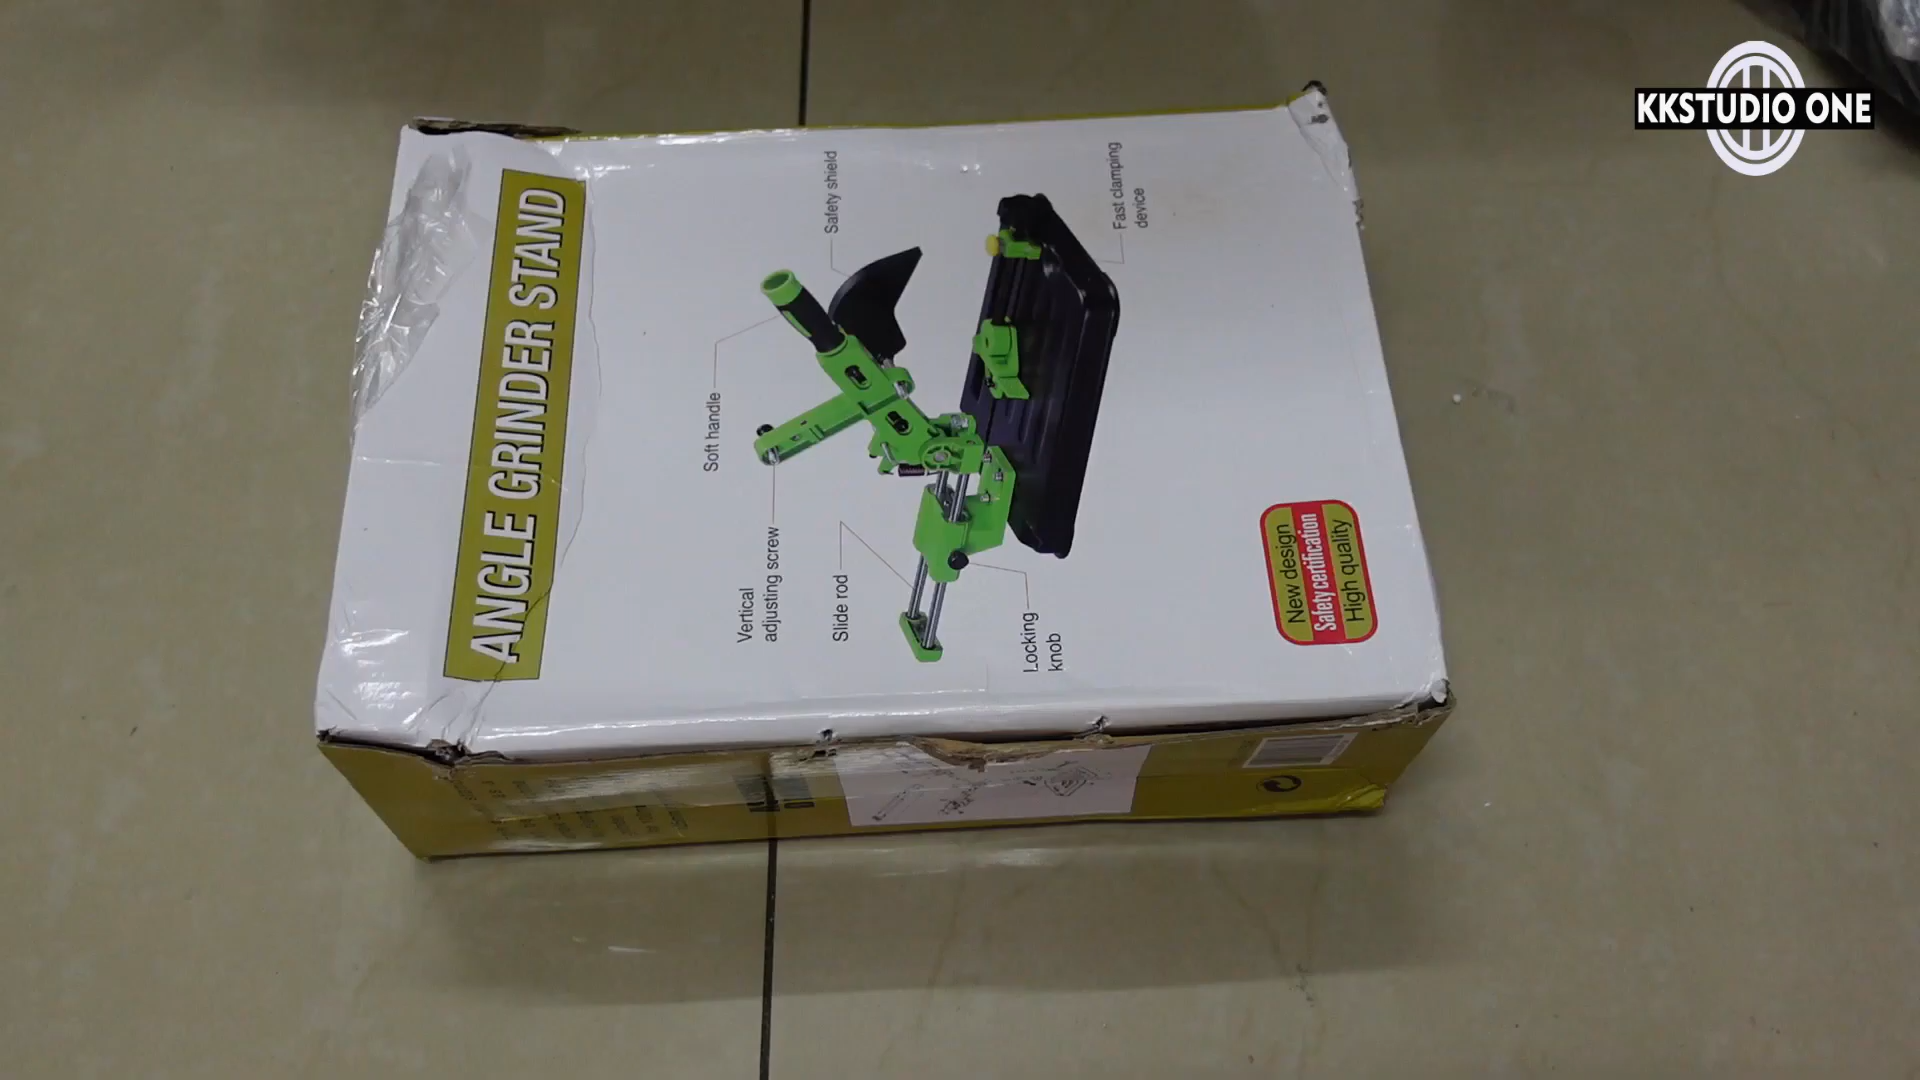 KKSTUDIO ONE
ANGLE GRINDER STAND
Safety shield
Fast clamping
device
Soft handle
Vertical
adjusting screw
Slide rod
Locking
knob
New design
Safety certification
High quality